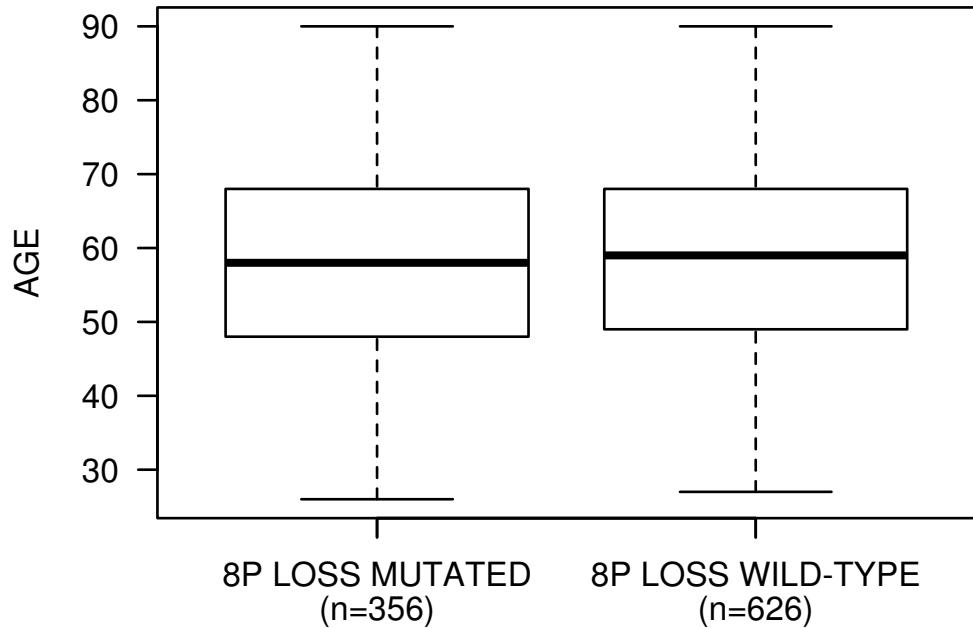 90
80
70
60
50
40
30
AGE
8P LOSS MUTATED
(n=356)
8P LOSS WILD-TYPE
(n=626)